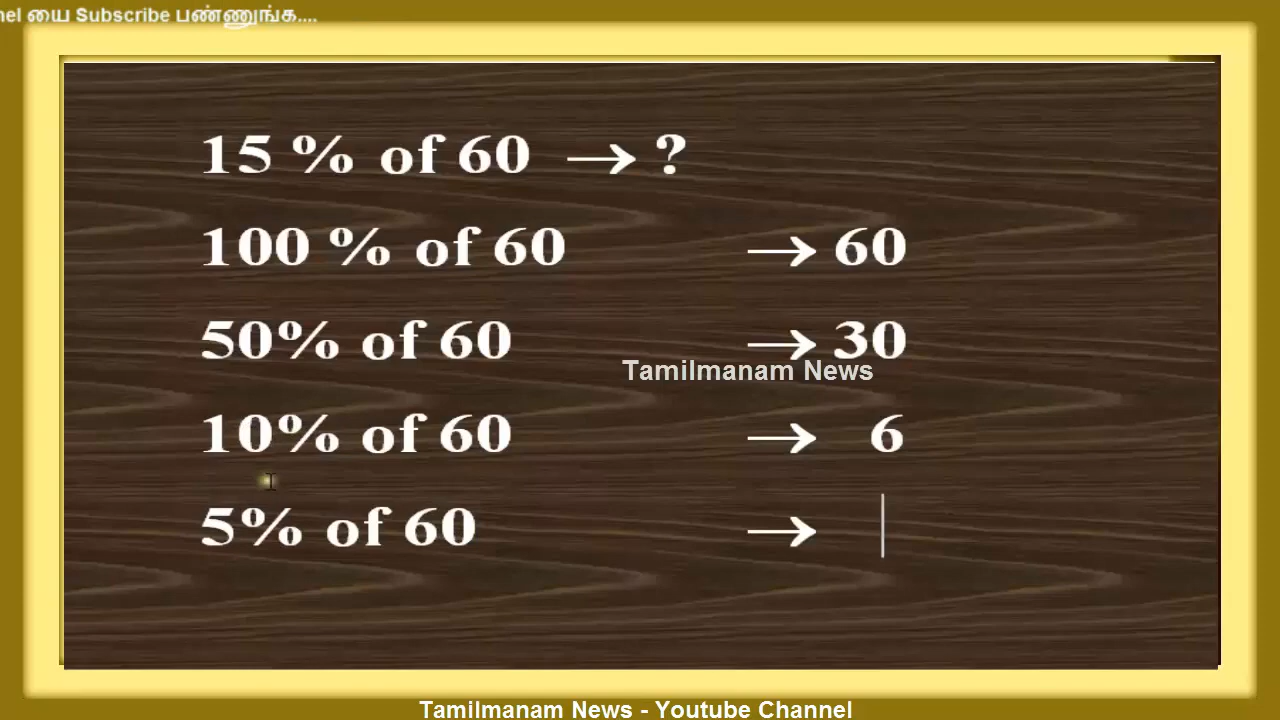 nel யை Subscribe பண்ணுங்க....
15 % of 60 → ?
100 % of 60 → 60
50% of 60 → 30
Tamilmanam News
10% of 60 → 6
5% of 60 →
Tamilmanam News - Youtube Channel